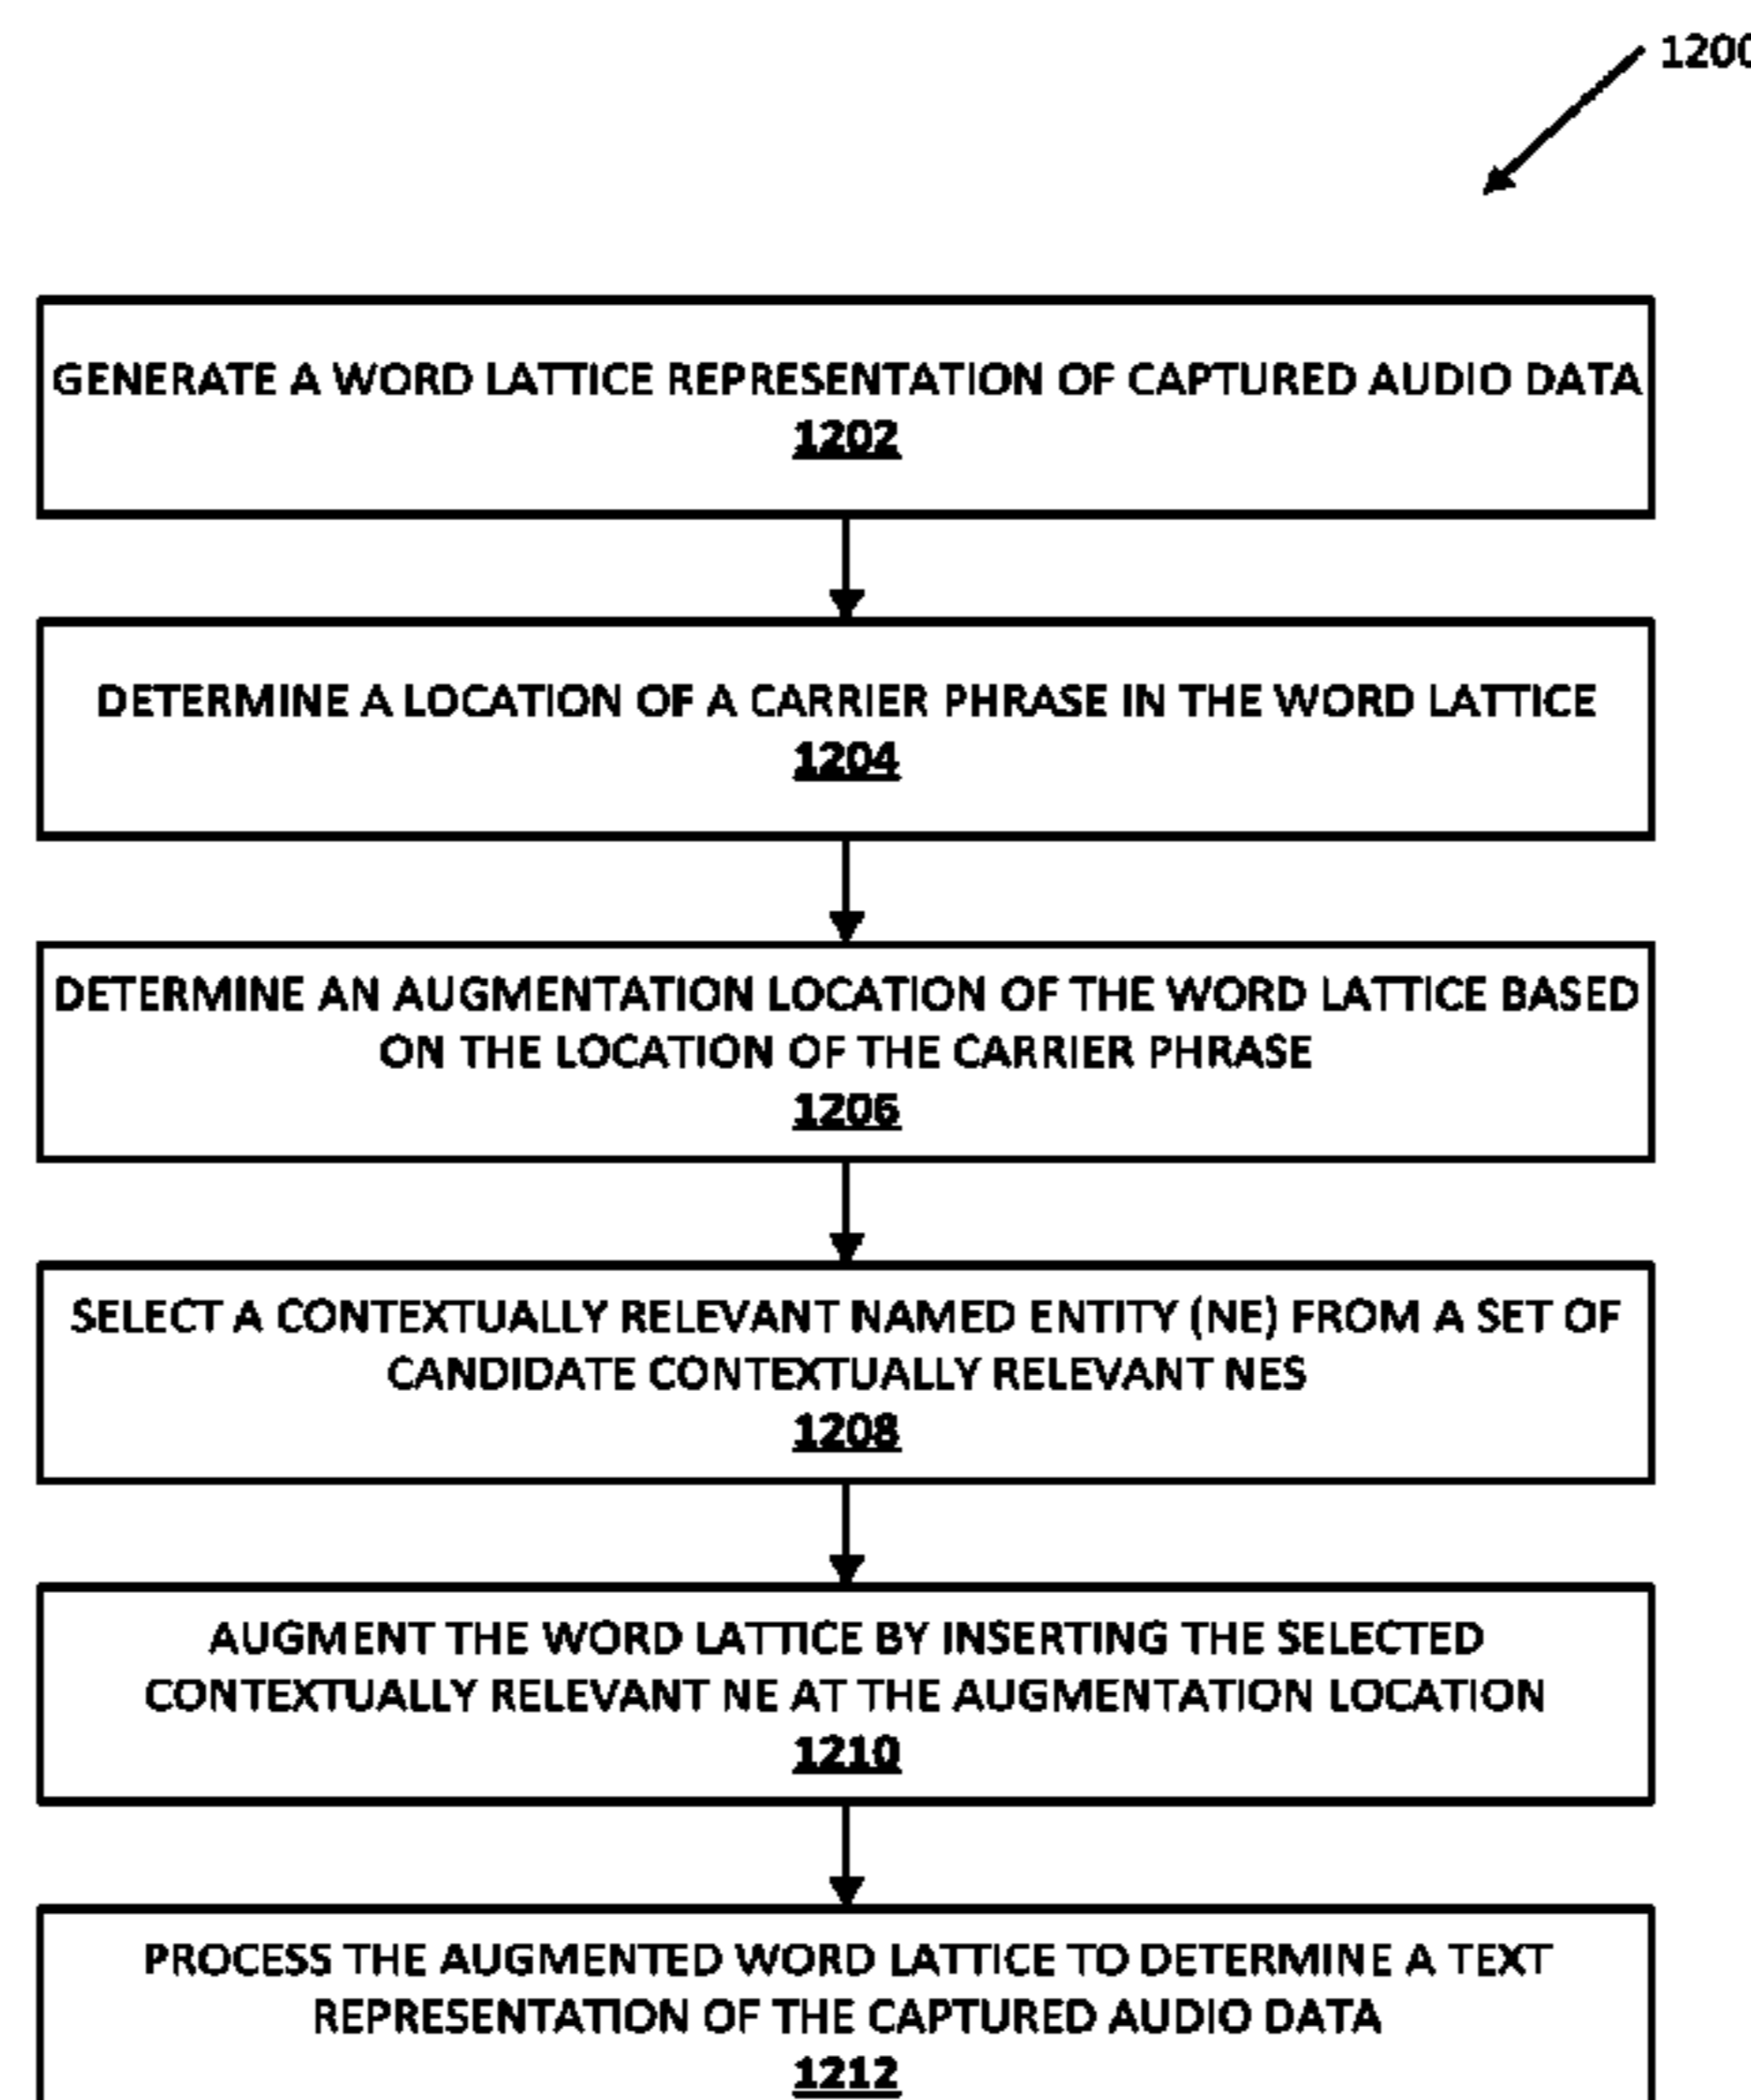 1200
GENERATE A WORD LATTICE REPRESENTATION OF CAPTURED AUDIO DATA
1202
DETERMINE A LOCATION OF A CARRIER PHRASE IN THE WORD LATTICE
1204
DETERMINE AN AUGMENTATION LOCATION OF THE WORD LATTICE BASED
ON THE LOCATION OF THE CARRIER PHRASE
1206
SELECT A CONTEXTUALLY RELEVANT NAMED ENTITY (NE) FROM A SET OF
CANDIDATE CONTEXTUALLY RELEVANT NES
1208
AUGMENT THE WORD LATTICE BY INSERTING THE SELECTED
CONTEXTUALLY RELEVANT NE AT THE AUGMENTATION LOCATION
1210
PROCESS THE AUGMENTED WORD LATTICE TO DETERMINE A TEXT
REPRESENTATION OF THE CAPTURED AUDIO DATA
1212